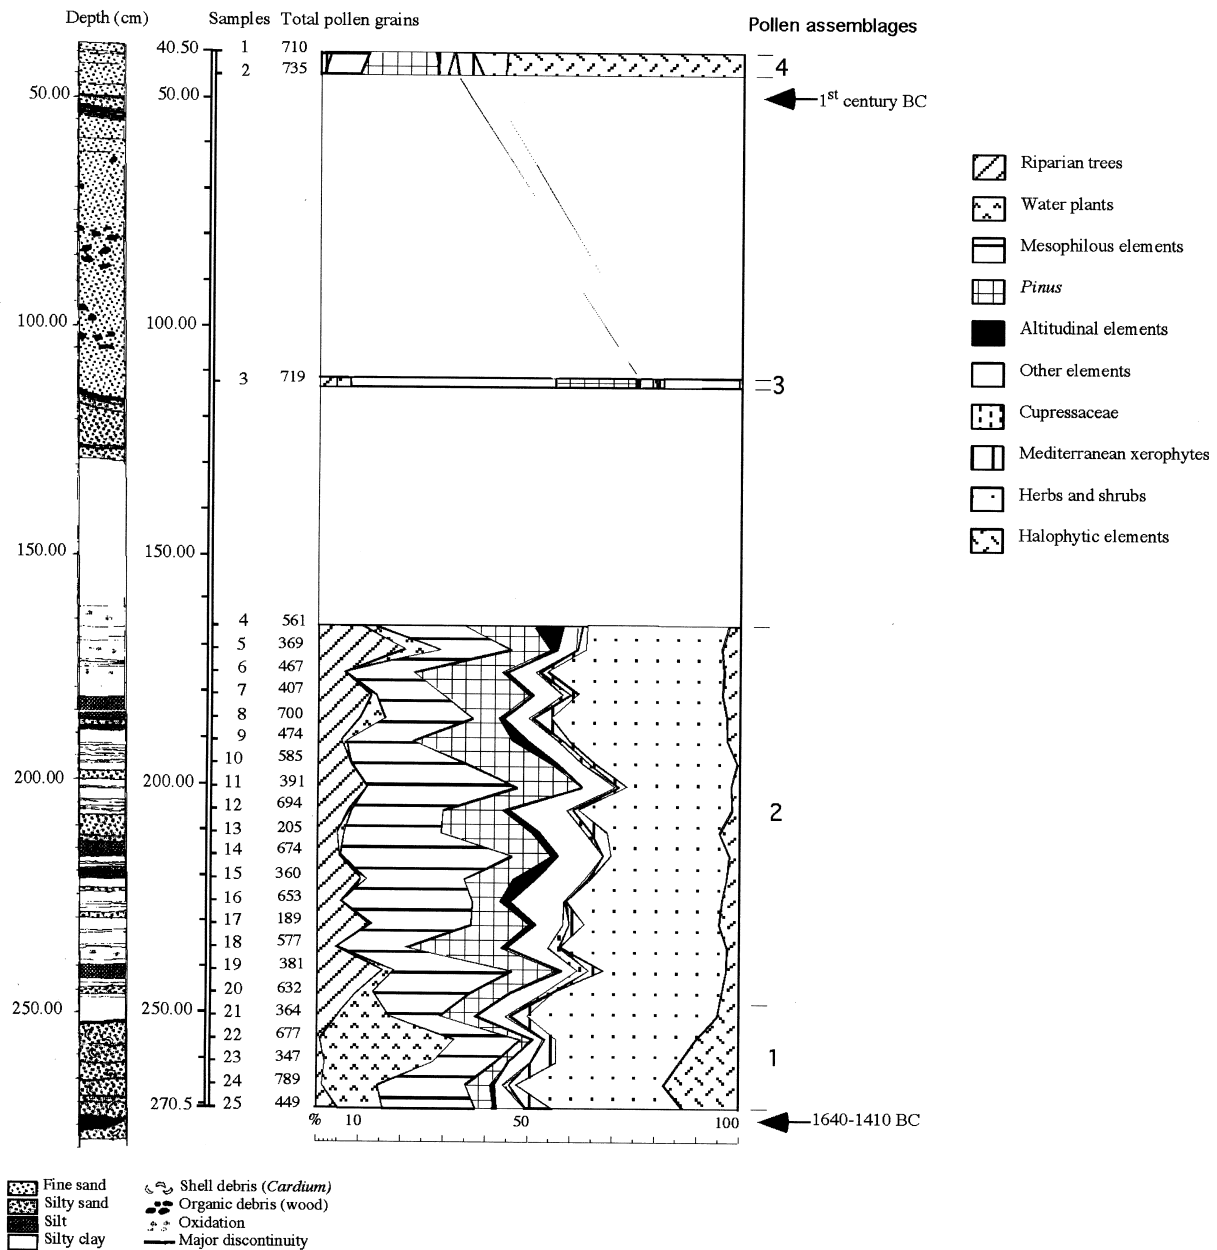 Depth (cm) Samples Total pollen grains
Pollen assemblages
40.50 1 710
2 735
4
50.00 50.00
1st century BC
Riparian trees
Water plants
Mesophilous elements
Pinus
Altitudinal elements
Other elements
Cupressaceae
Mediterranean xerophytes
Herbs and shrubs
Halophytic elements
100.00 100.00
3 719
3
150.00 150.00
4 561
5 369
6 467
7 407
8 700
9 474
10 585
200.00 200.00 11 391
12 694
2
13 205
14 674
15 360
16 653
17 189
18 577
19 381
20 632
250.00 250.00 21 364
22 677
23 347
1
24 789
270.5 25 449
% 10 50 100
1640-1410 BC
Fine sand
Silty sand
Silt
Silty clay
Shell debris (Cardium)
Organic debris (wood)
Oxidation
Major discontinuity